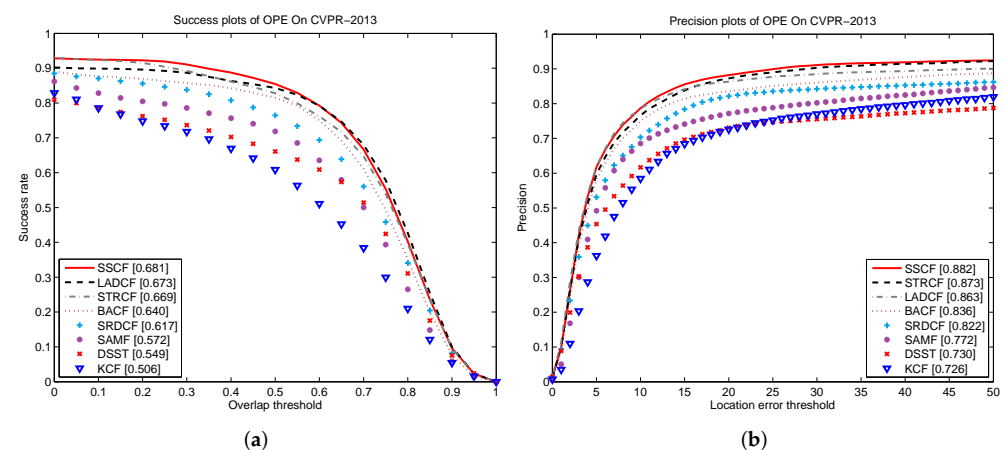 Success plots of OPE On CVPR−2013
Success rate
1
0.9
0.8
0.7
0.6
0.5
0.4
0.3
0.2
0.1
0
SSCF [0.681]
LADCF [0.673]
STRCF [0.669]
BACF [0.640]
SRDCF [0.617]
SAMF [0.572]
DSST [0.549]
KCF [0.506]
0 0.1 0.2 0.3 0.4 0.5 0.6 0.7 0.8 0.9 1
Overlap threshold
(a)
Precision plots of OPE On CVPR−2013
Precision
1
0.9
0.8
0.7
0.6
0.5
0.4
0.3
0.2
0.1
0
SSCF [0.882]
STRCF [0.873]
LADCF [0.863]
BACF [0.836]
SRDCF [0.822]
SAMF [0.772]
DSST [0.730]
KCF [0.726]
0 5 10 15 20 25 30 35 40 45 50
Location error threshold
(b)